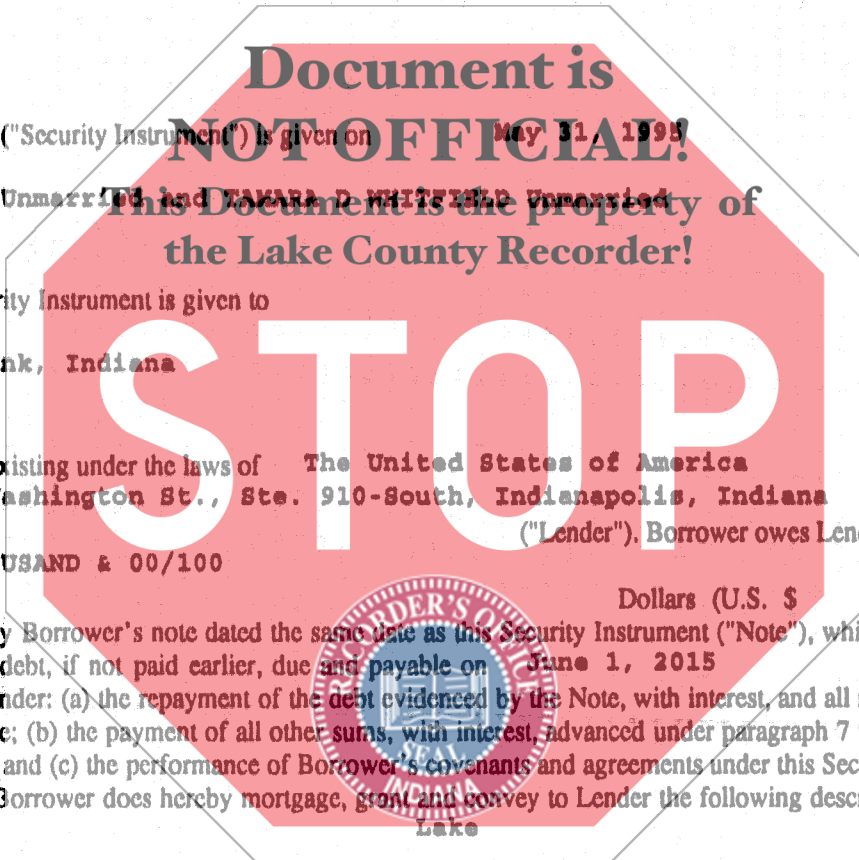 Document is
("Security Instrument") is given on May 31, 1995
NOT OFFICIAL!
Unmarried and TAMARA D WHITFIELD Unmarried
This Document is the property of
the Lake County Recorder!
rity Instrument is given to
nk, Indiana
STOP
xisting under the laws of The United States of America
ashington St., Ste. 910-South, Indianapolis, Indiana
("Lender"). Borrower owes Len
USAND & 00/100
Dollars (U.S. $
y Borrower's note dated the same date as this Security Instrument ("Note"), whi
debt, if not paid earlier, due and payable on June 1, 2015
nder: (a) the repayment of the debt evidenced by the Note, with interest, and all
e; (b) the payment of all other sums, with interest, advanced under paragraph 7
and (c) the performance of Borrower's covenants and agreements under this Sec
Borrower does hereby mortgage, grant and convey to Lender the following desc
Lake
RECORDER'S OFFICE
SEAL
INDIANA